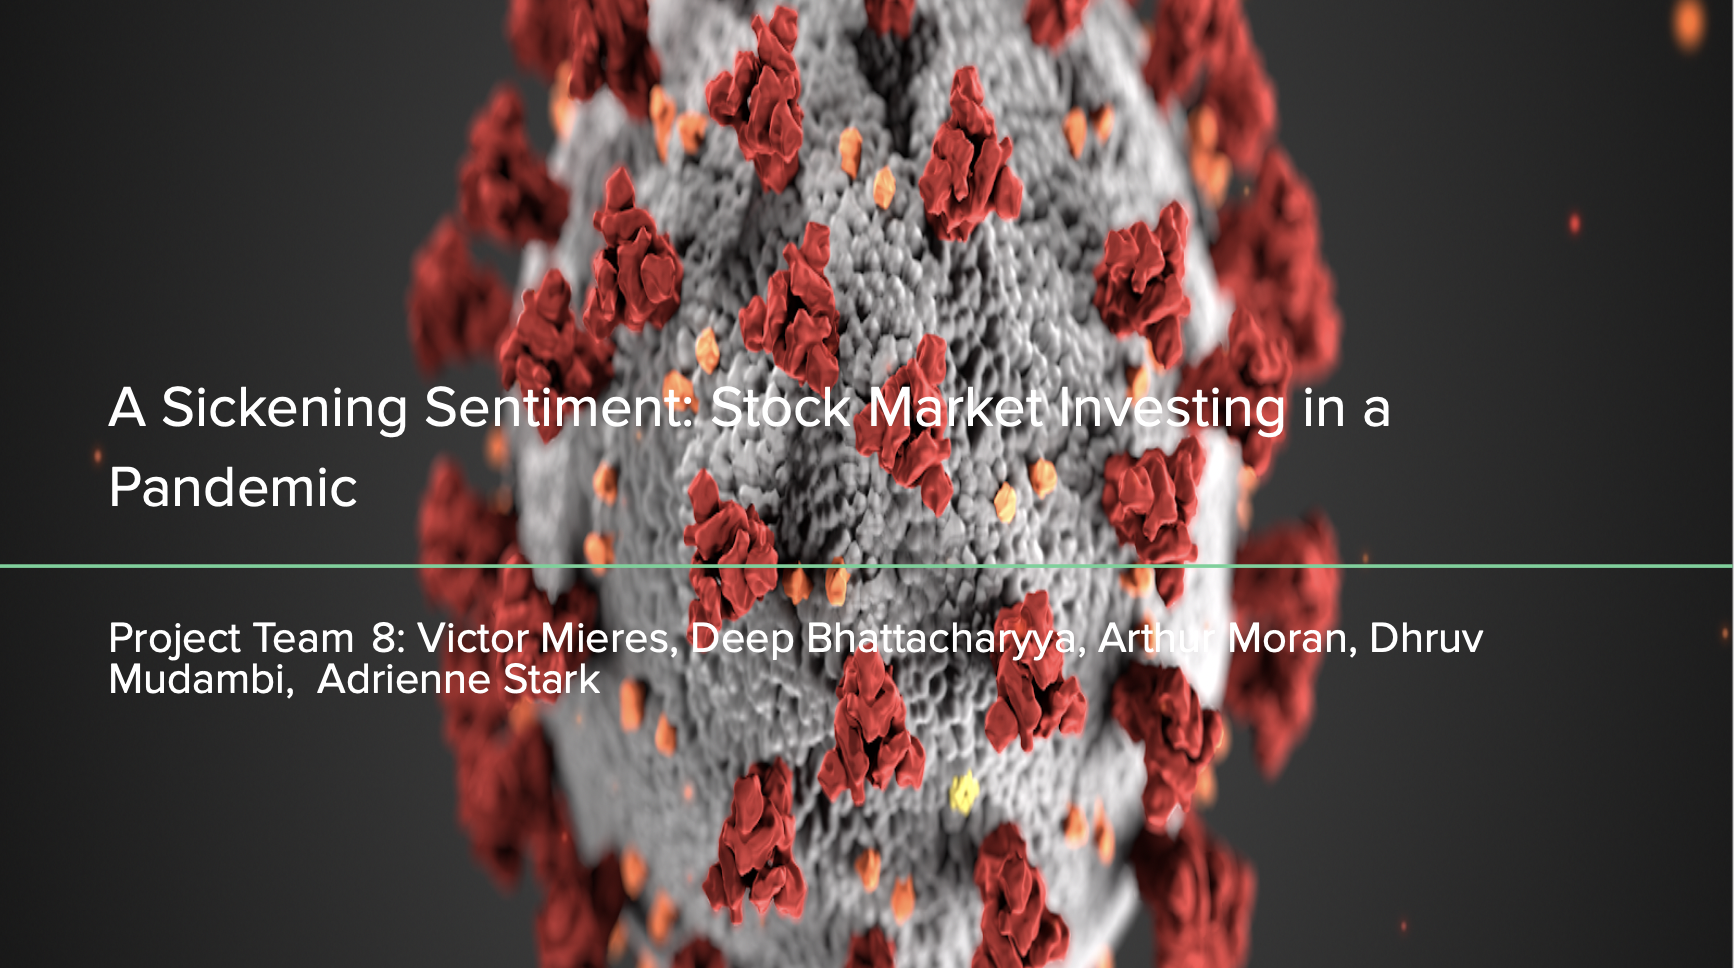 A Sickening Sentiment: Stock Market Investing in a
Pandemic
Project Team 8: Victor Mieres, Deep Bhattacharyya, Arthur Moran, Dhruv
Mudambi,  Adrienne Stark